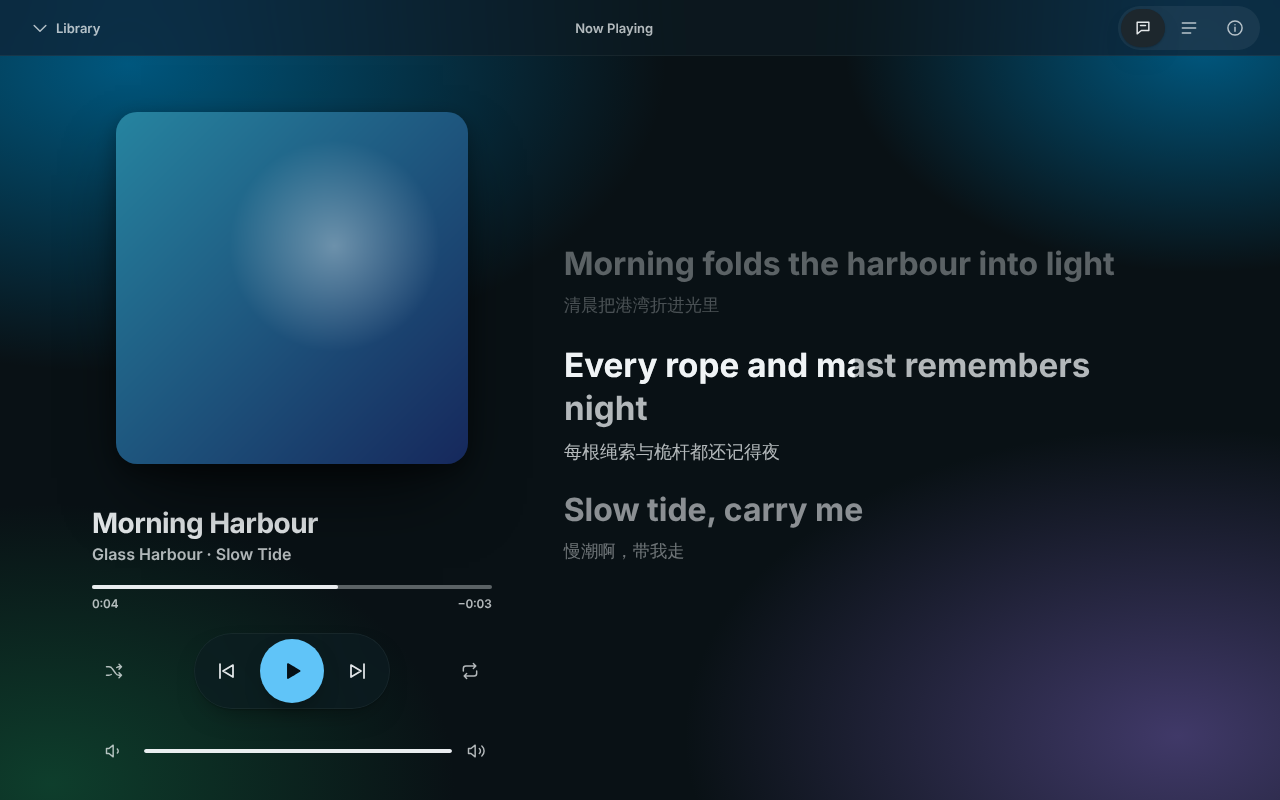 Library
Now Playing
Morning folds the harbour into light
清晨把港湾折进光里
Every rope and mast remembers
night
每根绳索与桅杆都还记得夜
Slow tide, carry me
慢潮啊，带我走
Morning Harbour
Glass Harbour · Slow Tide
0:04
−0:03